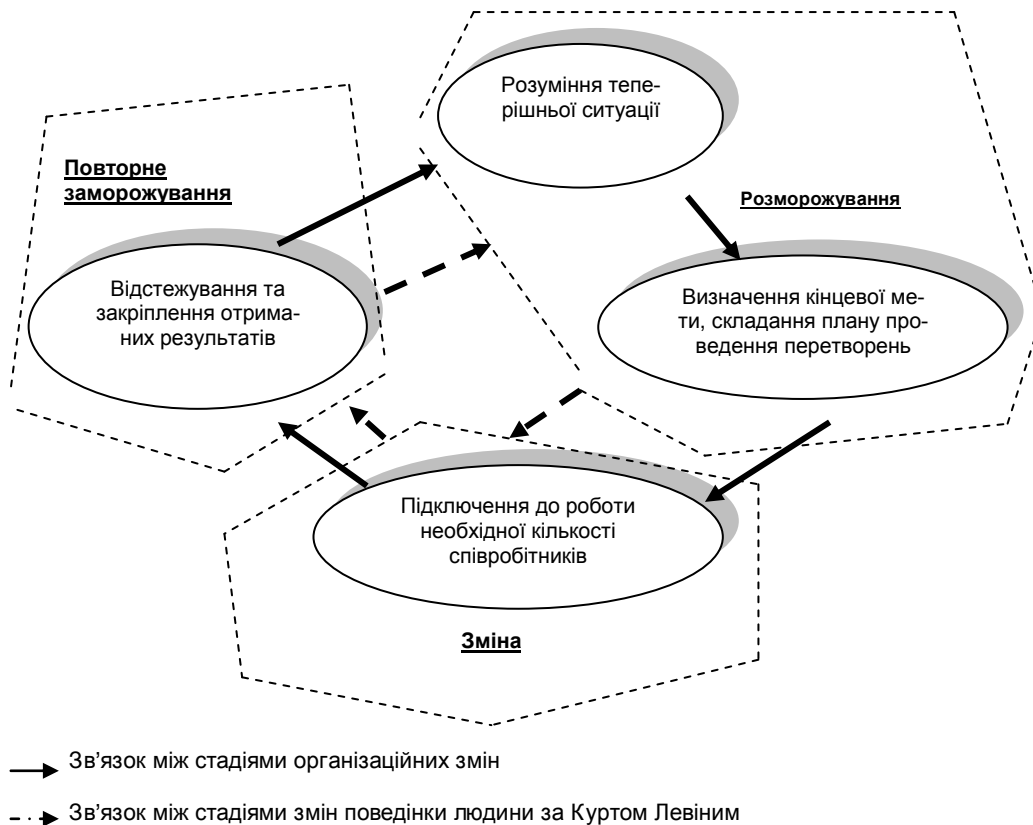 Розуміння тепе-
рішньої ситуації
Повторне
заморожування
Розморожування
Відстежування та
закріплення отрима-
них результатів
Визначення кінцевої ме-
ти, складання плану про-
ведення перетворень
Підключення до роботи
необхідної кількості
співробітників
Зміна
Зв’язок між стадіями організаційних змін
Зв’язок між стадіями змін поведінки людини за Куртом Левіним